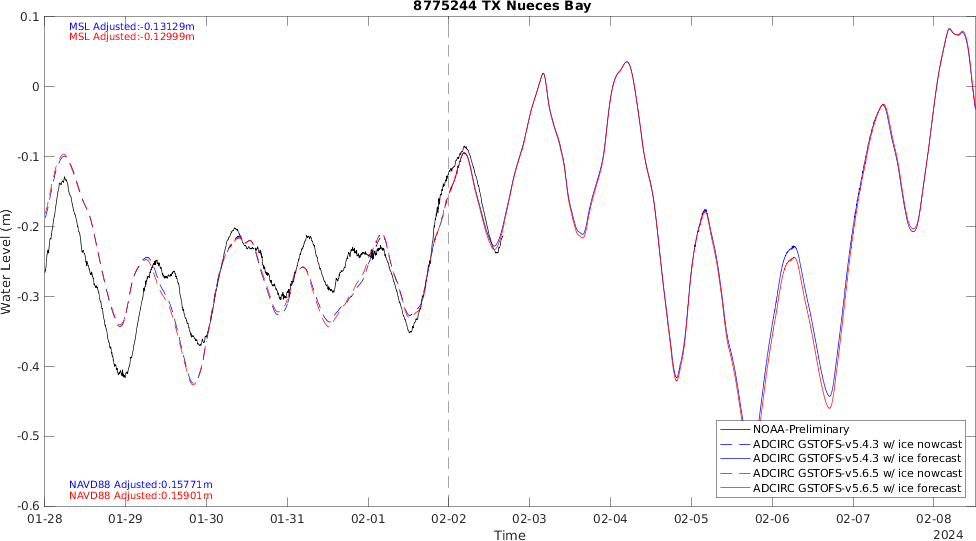 8775244 TX Nueces Bay
MSL Adjusted:-0.13129m
MSL Adjusted:-0.12999m
0.1
0
-0.1
-0.2
-0.3
-0.4
-0.5
-0.6
Water Level (m)
NAVD88 Adjusted:0.15771m
NAVD88 Adjusted:0.15901m
NOAA-Preliminary
ADCIRC GSTOFS-v5.4.3 w/ ice nowcast
ADCIRC GSTOFS-v5.4.3 w/ ice forecast
ADCIRC GSTOFS-v5.6.5 w/ ice nowcast
ADCIRC GSTOFS-v5.6.5 w/ ice forecast
01-28 01-29 01-30 01-31 02-01 02-02 02-03 02-04 02-05 02-06 02-07 02-08
Time
2024